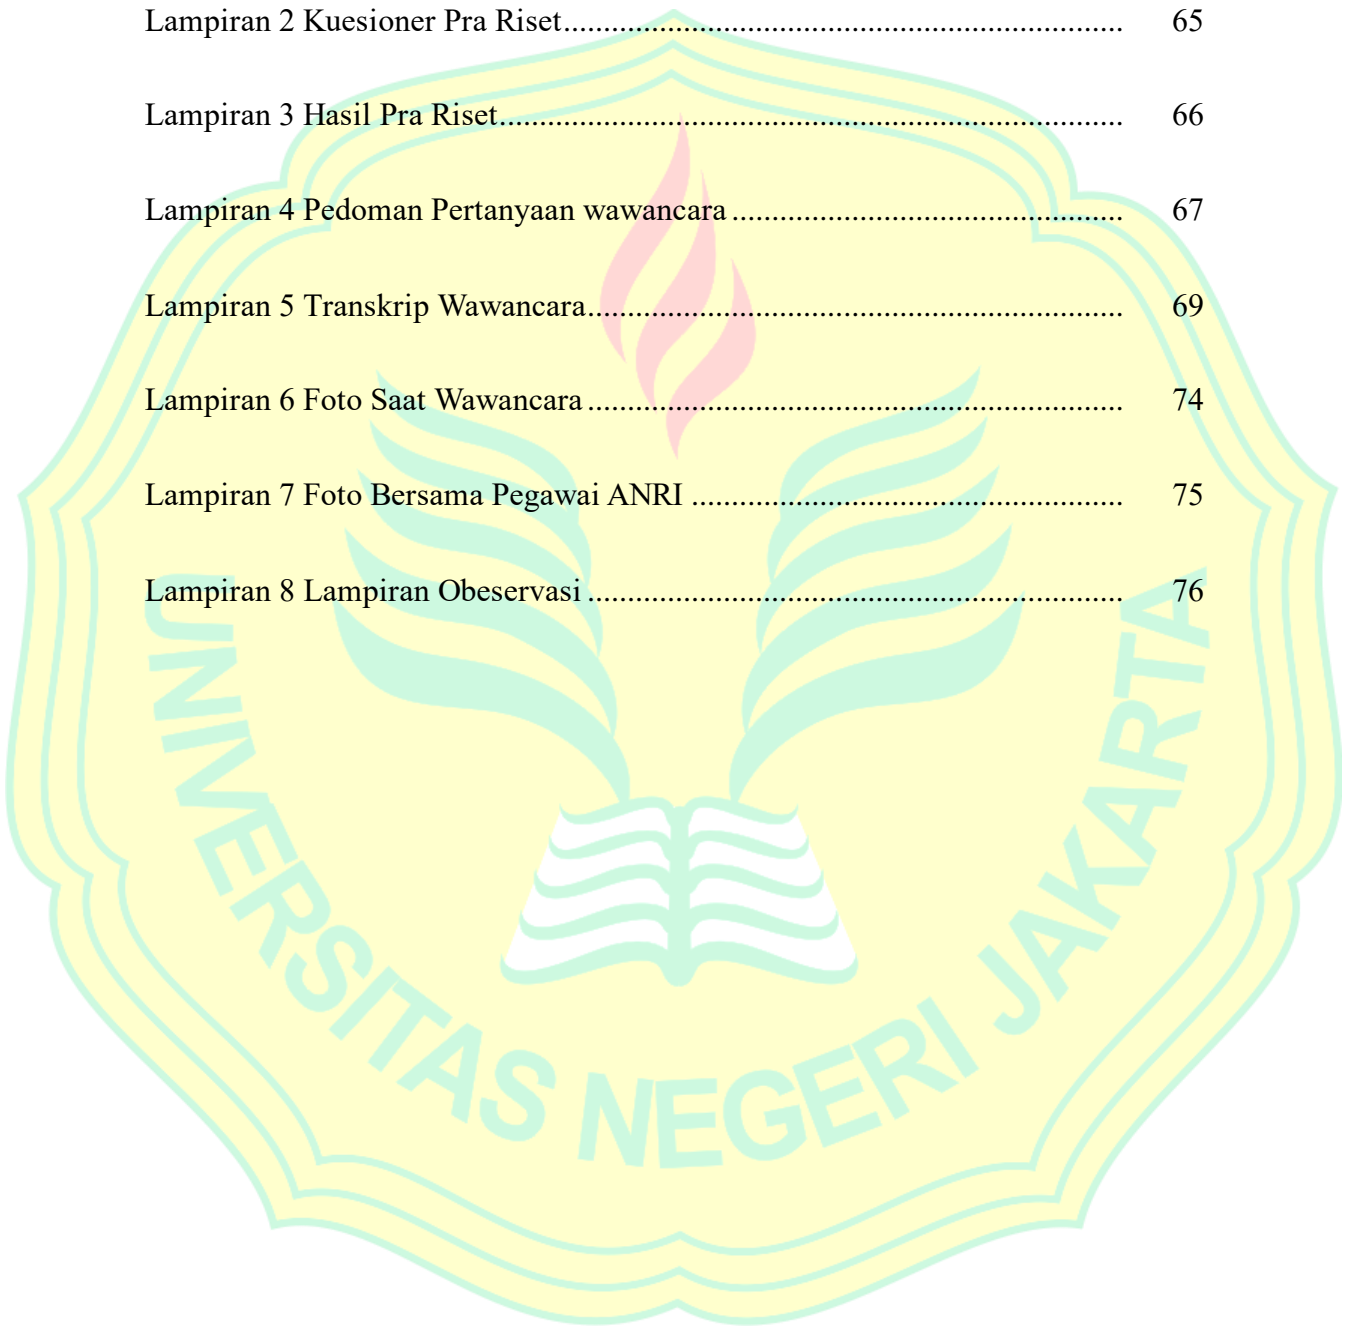 Lampiran 2 Kuesioner Pra Riset.................................................................... 65
Lampiran 3 Hasil Pra Riset............................................................................ 66
Lampiran 4 Pedoman Pertanyaan wawancara ................................................ 67
Lampiran 5 Transkrip Wawancara.................................................................. 69
Lampiran 6 Foto Saat Wawancara .................................................................. 74
Lampiran 7 Foto Bersama Pegawai ANRI ..................................................... 75
Lampiran 8 Lampiran Obeservasi .................................................................. 76
UNIVERSITAS NEGERI JAKARTA